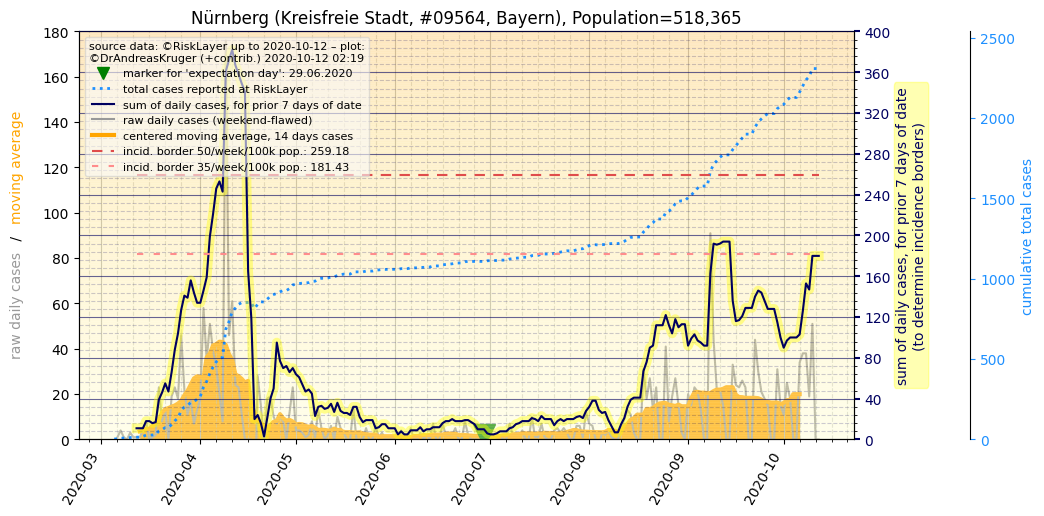 Nürnberg (Kreisfreie Stadt, #09564, Bayern), Population=518,365
source data: ©RiskLayer up to 2020-10-12 – plot:
©DrAndreasKruger (+contrib.) 2020-10-12 02:19
marker for 'expectation day': 29.06.2020
total cases reported at RiskLayer
sum of daily cases, for prior 7 days of date
raw daily cases (weekend-flawed)
centered moving average, 14 days cases
incid. border 50/week/100k pop.: 259.18
incid. border 35/week/100k pop.: 181.43
raw daily cases / moving average
180
160
140
120
100
80
60
40
20
0
400
360
320
280
240
200
160
120
80
40
0
sum of daily cases, for prior 7 days of date
(to determine incidence borders)
2500
2000
1500
1000
500
0
cumulative total cases
2020-03
2020-04
2020-05
2020-06
2020-07
2020-08
2020-09
2020-10